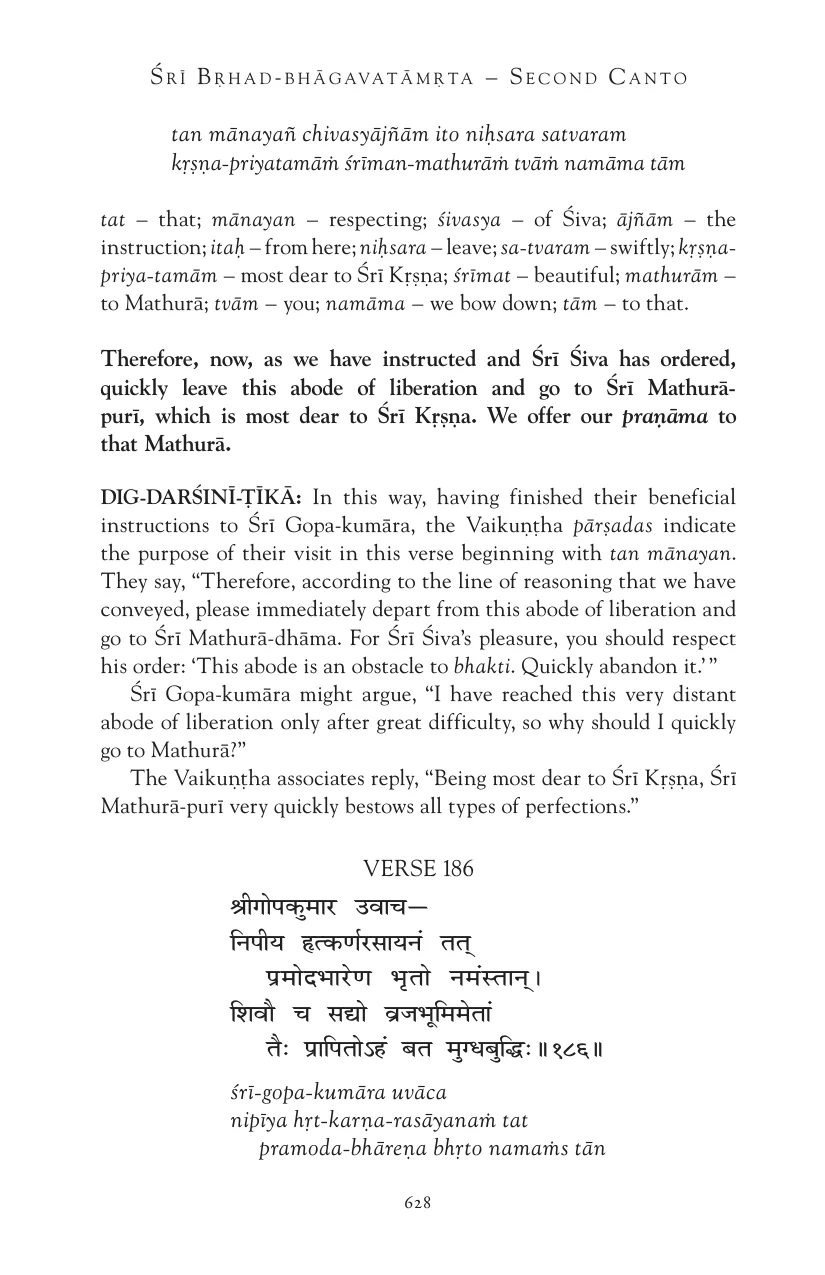 Śrī Bṛhad-bhāgavatāmṛta – Second Canto
tan mānayañ chivasyājñām ito niḥsara satvaram
kṛṣṇa-priyatamāṁ śrīman-mathurāṁ tvāṁ namāma tām
tat – that; mānayan – respecting; śivasya – of Śiva; ājñām – the
instruction; itaḥ – from here; niḥsara – leave; sa-tvaram – swiftly; kṛṣṇa-
priya-tamām – most dear to Śrī Kṛṣṇa; śrīmat – beautiful; mathurām –
to Mathurā; tvām – you; namāma – we bow down; tām – to that.
Therefore, now, as we have instructed and Śrī Śiva has ordered,
quickly leave this abode of liberation and go to Śrī Mathurā-
purī, which is most dear to Śrī Kṛṣṇa. We offer our praṇāma to
that Mathurā.
DIG-DARŚINĪ-ṬĪKĀ: In this way, having finished their beneficial
instructions to Śrī Gopa-kumāra, the Vaikuṇṭha pārṣadas indicate
the purpose of their visit in this verse beginning with tan mānayan.
They say, “Therefore, according to the line of reasoning that we have
conveyed, please immediately depart from this abode of liberation and
go to Śrī Mathurā-dhāma. For Śrī Śiva’s pleasure, you should respect
his order: ‘This abode is an obstacle to bhakti. Quickly abandon it.’”
Śrī Gopa-kumāra might argue, “I have reached this very distant
abode of liberation only after great difficulty, so why should I quickly
go to Mathurā?”
The Vaikuṇṭha associates reply, “Being most dear to Śrī Kṛṣṇa, Śrī
Mathurā-purī very quickly bestows all types of perfections.”
VERSE 186
श्रीगोपकुमार उवाच—
निपीय हृत्कर्णरसायनं तत्
प्रमोदभारेण भृतो नमंस्तान्।
शिवौ च सद्यो व्रजभूमिमेतां
तैः प्रापितोऽहं बत मुग्धबुद्धिः॥१८६॥
śrī-gopa-kumāra uvāca
nipīya hṛt-karṇa-rasāyanaṁ tat
pramoda-bhāreṇa bhṛto namaṁs tān
628